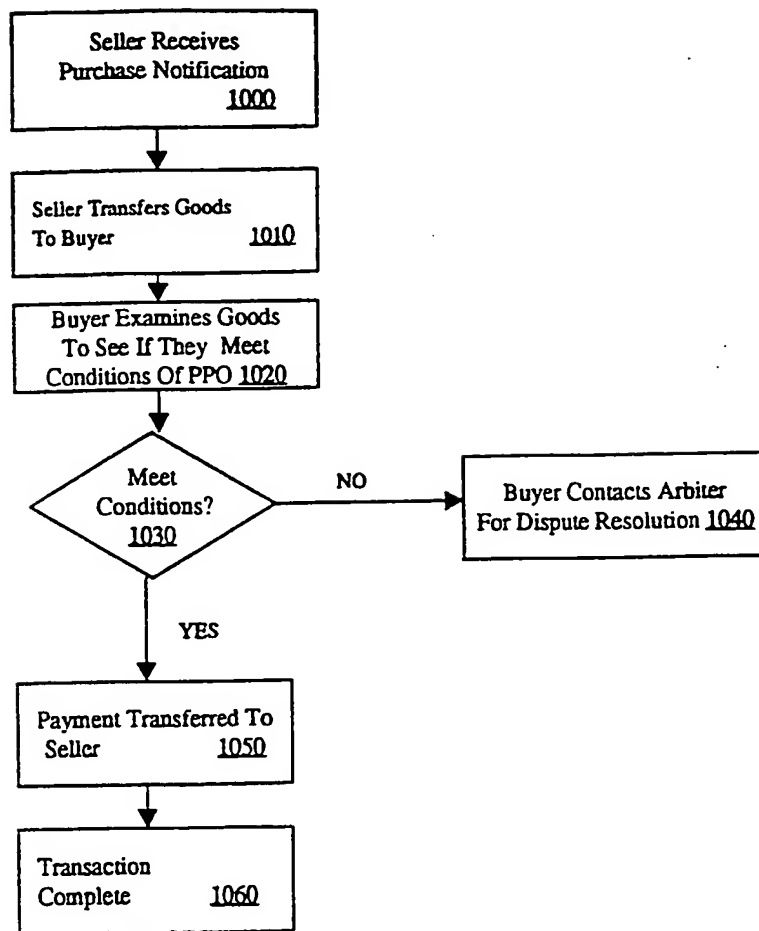 Seller Receives
Purchase Notification
1000
Seller Transfers Goods
To Buyer 1010
Buyer Examines Goods
To See If They Meet
Conditions Of PPO 1020
Meet
Conditions?
1030
NO
Buyer Contacts Arbiter
For Dispute Resolution 1040
YES
Payment Transferred To
Seller 1050
Transaction
Complete 1060